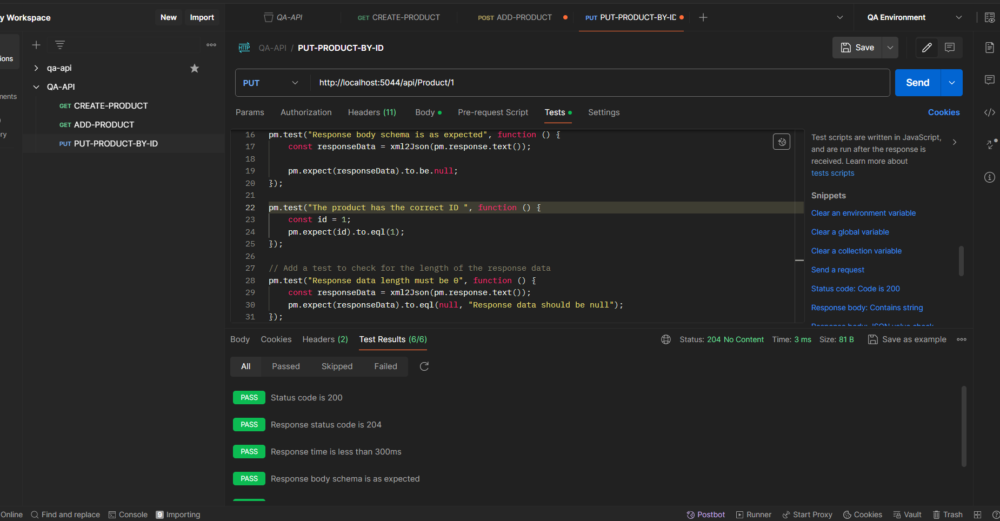 y Workspace
New
Import
QA-API
GET CREATE-PRODUCT
POST ADD-PRODUCT
PUT PUT-PRODUCT-BY-ID
QA Environment
ions
ments
ry
qa-api
QA-API
GET CREATE-PRODUCT
GET ADD-PRODUCT
PUT PUT-PRODUCT-BY-ID
HTTP QA-API / PUT-PRODUCT-BY-ID
Save
PUT
http://localhost:5044/api/Product/1
Send
Params
Authorization
Headers (11)
Body
Pre-request Script
Tests
Settings
Cookies
16 pm.test("Response body schema is as expected", function () {
17 const responseData = xml2Json(pm.response.text());
18
19 pm.expect(responseData).to.be.null;
20 });
21
22 pm.test("The product has the correct ID ", function () {
23 const id = 1;
24 pm.expect(id).to.eql(1);
25 });
26
27 // Add a test to check for the length of the response data
28 pm.test("Response data length must be 0", function () {
29 const responseData = xml2Json(pm.response.text());
30 pm.expect(responseData).to.eql(null, "Response data should be null");
31 });
Test scripts are written in JavaScript,
and are run after the response is
received. Learn more about
tests scripts
Snippets
Clear an environment variable
Clear a global variable
Clear a collection variable
Send a request
Status code: Code is 200
Response body: Contains string
Response body: JSON value check
Body
Cookies
Headers (2)
Test Results (6/6)
Status: 204 No Content
Time: 3 ms
Size: 81 B
Save as example
All
Passed
Skipped
Failed
PASS Status code is 200
PASS Response status code is 204
PASS Response time is less than 300ms
PASS Response body schema is as expected
Online
Find and replace
Console
9 Importing
Postbot
Runner
Start Proxy
Cookies
Vault
Trash